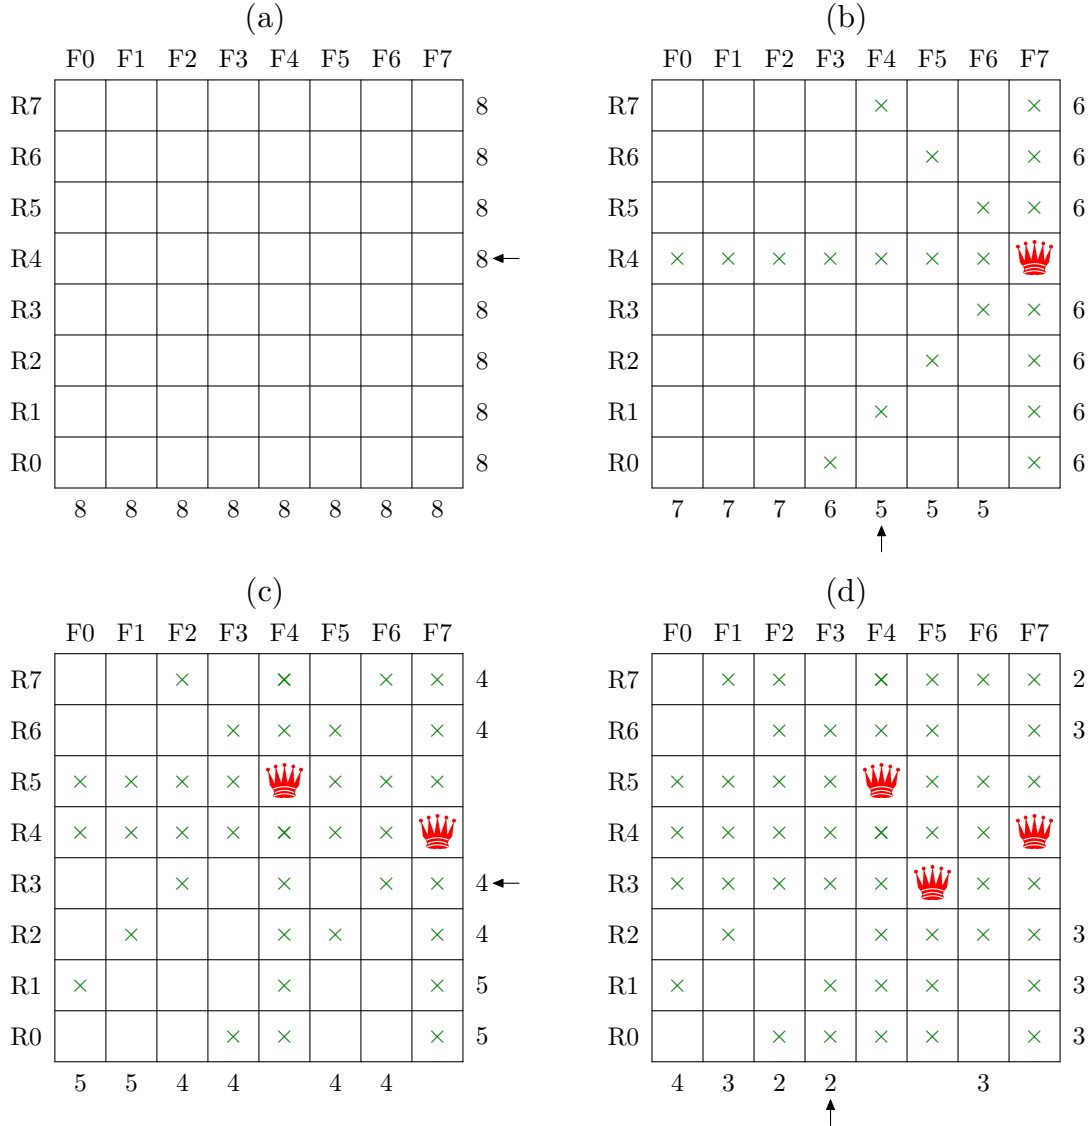 (a)
F0 F1 F2 F3 F4 F5 F6 F7
R7 8
R6 8
R5 8
R4 8
R3 8
R2 8
R1 8
R0 8
8 8 8 8 8 8 8 8
(b)
F0 F1 F2 F3 F4 F5 F6 F7
R7 6
R6 6
R5 6
R4
R3 6
R2 6
R1 6
R0 6
7 7 7 6 5 5 5
(c)
F0 F1 F2 F3 F4 F5 F6 F7
R7 4
R6 4
R5
R4
R3 4
R2 4
R1 5
R0 5
5 5 4 4 4 4
(d)
F0 F1 F2 F3 F4 F5 F6 F7
R7 2
R6 3
R5
R4
R3
R2 3
R1 3
R0 3
4 3 2 2 3